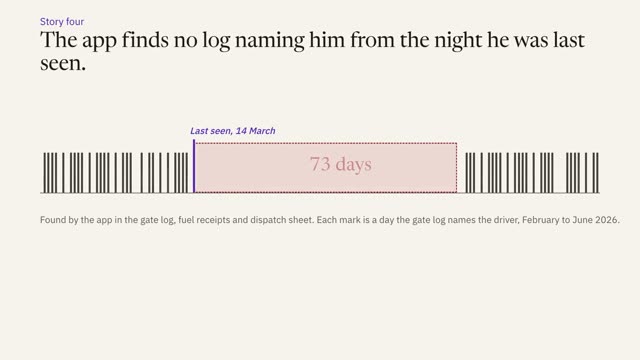 Story four
The app finds no log naming him from the night he was last
seen.
Last seen, 14 March
73 days
Found by the app in the gate log, fuel receipts and dispatch sheet. Each mark is a day the gate log names the driver, February to June 2026.